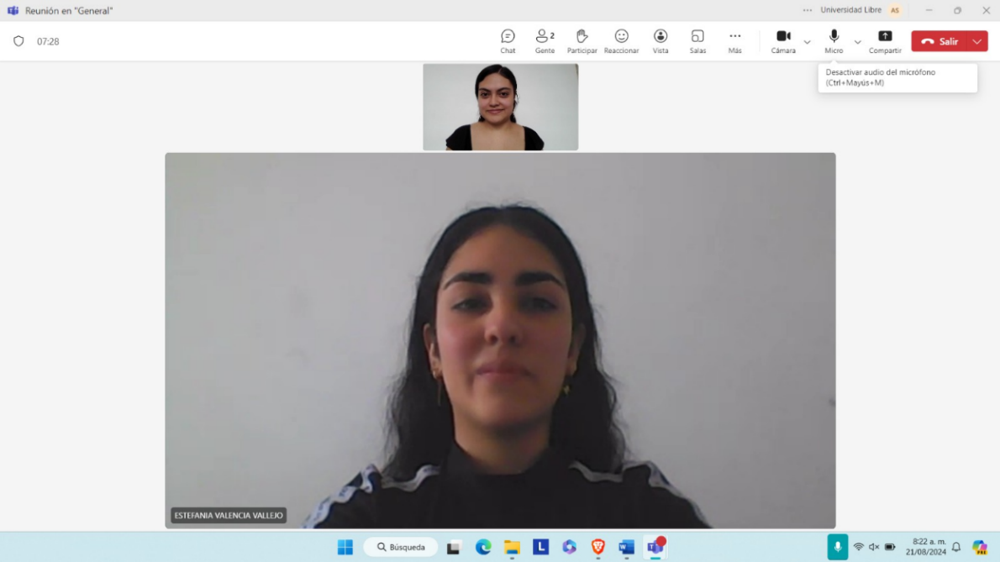 Reunión en "General"
Universidad Libre
AS
07:28
Chat
Gente
2
Participar
Reaccionar
Vista
Salas
Más
Cámara
Micro
Compartir
Salir
Desactivar audio del micrófono
(Ctrl+Mayús+M)
ESTEFANIA VALENCIA VALLEJO
Búsqueda
L
8:22 a. m.
21/08/2024
PRE